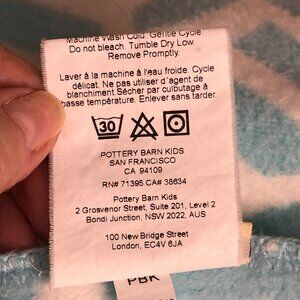 Machine Wash Cold. Gentle Cycle.
Do not bleach. Tumble Dry Low.
Remove Promptly.
Laver à la machine à l'eau froide. Cycle
délicat. N'utilisez pas d'agent de
blanchiment.Sécher par culbutage à
basse température. Enlever sans tarder.
30
POTTERY BARN KIDS
SAN FRANCISCO
CA 94109
RN# 71395 CA# 38634
Pottery Barn Kids
2 Grosvenor Street, Suite 201, Level 2
Bondi Junction, NSW 2022, AUS
100 New Bridge Street
London, EC4V 6JA
PBK